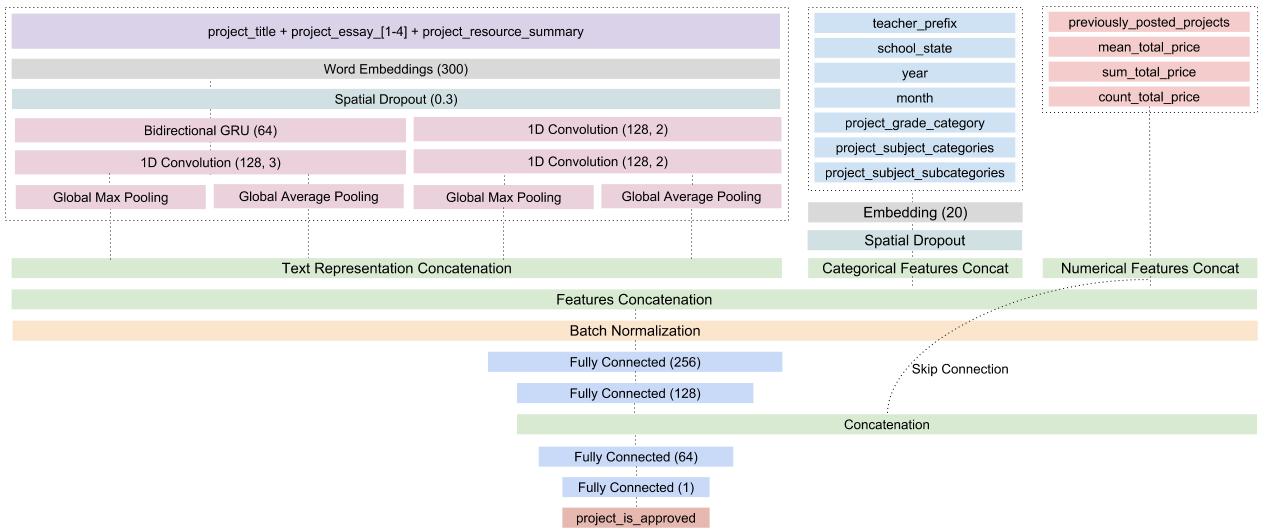 project_title + project_essay_[1-4] + project_resource_summary
Word Embeddings (300)
Spatial Dropout (0.3)
Bidirectional GRU (64)
1D Convolution (128, 2)
1D Convolution (128, 3)
1D Convolution (128, 2)
Global Max Pooling
Global Average Pooling
Global Max Pooling
Global Average Pooling
Text Representation Concatenation
teacher_prefix
school_state
year
month
project_grade_category
project_subject_categories
project_subject_subcategories
Embedding (20)
Spatial Dropout
Categorical Features Concat
previously_posted_projects
mean_total_price
sum_total_price
count_total_price
Numerical Features Concat
Features Concatenation
Batch Normalization
Fully Connected (256)
Skip Connection
Fully Connected (128)
Concatenation
Fully Connected (64)
Fully Connected (1)
project_is_approved